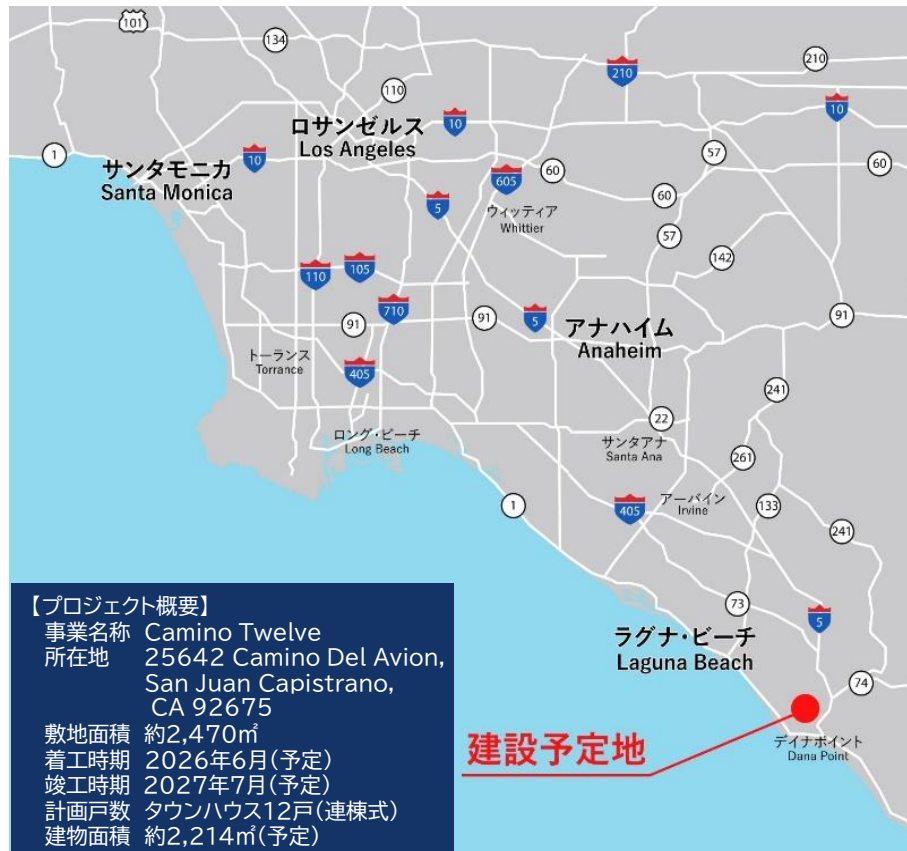 101
134
210
210
110
10
10
ロサンゼルス
Los Angeles
1
サンタモニカ
Santa Monica
10
57
60
605
60
60
5
ウィッティア
Whittier
57
142
110
105
710
91
91
5
アナハイム
Anaheim
91
トーランス
Torrance
405
241
22
ロング・ビーチ
Long Beach
サンタアナ
Santa Ana
261
アーバイン
Irvine
1
405
133
241
73
5
ラグナ・ビーチ
Laguna Beach
74
建設予定地
デイナポイント
Dana Point
【プロジェクト概要】
事業名称 Camino Twelve
所在地 25642 Camino Del Avion,
San Juan Capistrano,
CA 92675
敷地面積 約2,470㎡
着工時期 2026年6月(予定)
竣工時期 2027年7月(予定)
計画戸数 タウンハウス12戸(連棟式)
建物面積 約2,214㎡(予定)